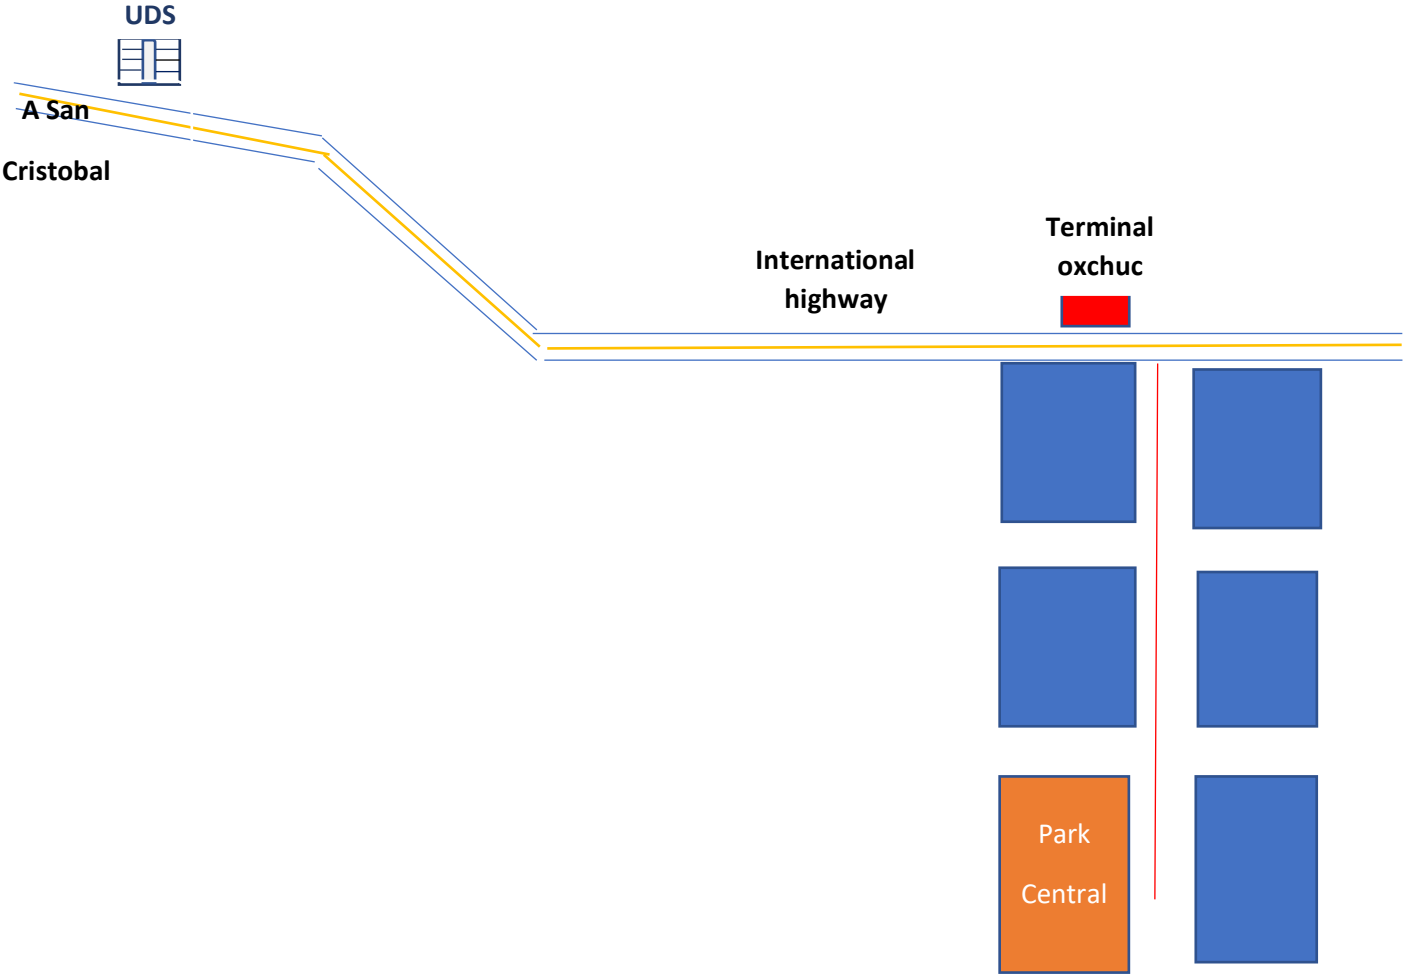 UDS
A San
Cristobal
International
highway
Terminal
oxchuc
Park
Central